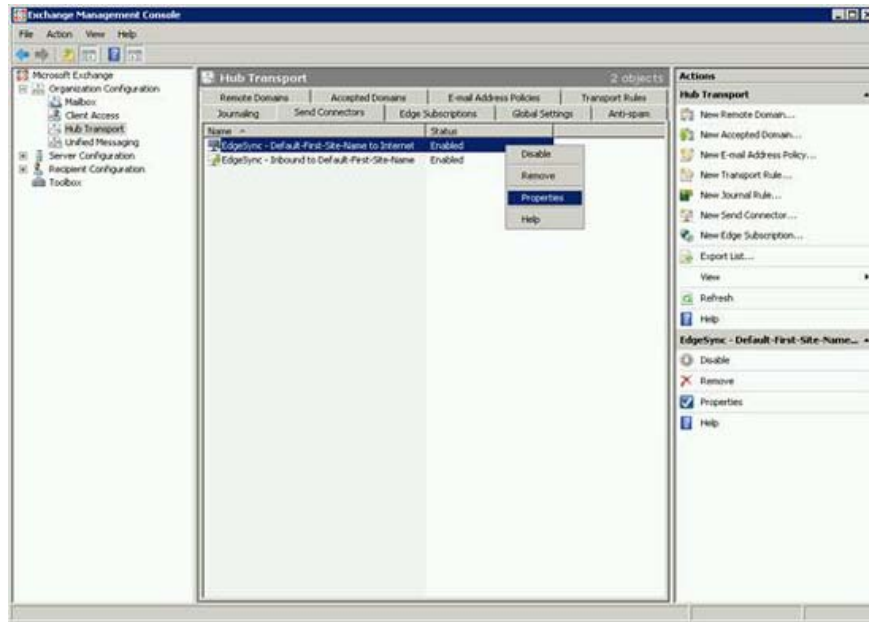 Exchange Management Console
File Action View Help
Microsoft Exchange
Organization Configuration
Mailbox
Client Access
Hub Transport
Unified Messaging
Server Configuration
Recipient Configuration
Toolbox
Hub Transport 2 objects
Remote Domains Accepted Domains E-mail Address Policies Transport Rules
Journaling Send Connectors Edge Subscriptions Global Settings Anti-spam
Name Status
EdgeSync - Default-First-Site-Name to Internet Enabled
EdgeSync - Inbound to Default-First-Site-Name Enabled
Disable
Remove
Properties
Help
Actions
Hub Transport
New Remote Domain...
New Accepted Domain...
New E-mail Address Policy...
New Transport Rule...
New Journal Rule...
New Send Connector...
New Edge Subscription...
Export List...
View
Refresh
Help
EdgeSync - Default-First-Site-Name...
Disable
Remove
Properties
Help